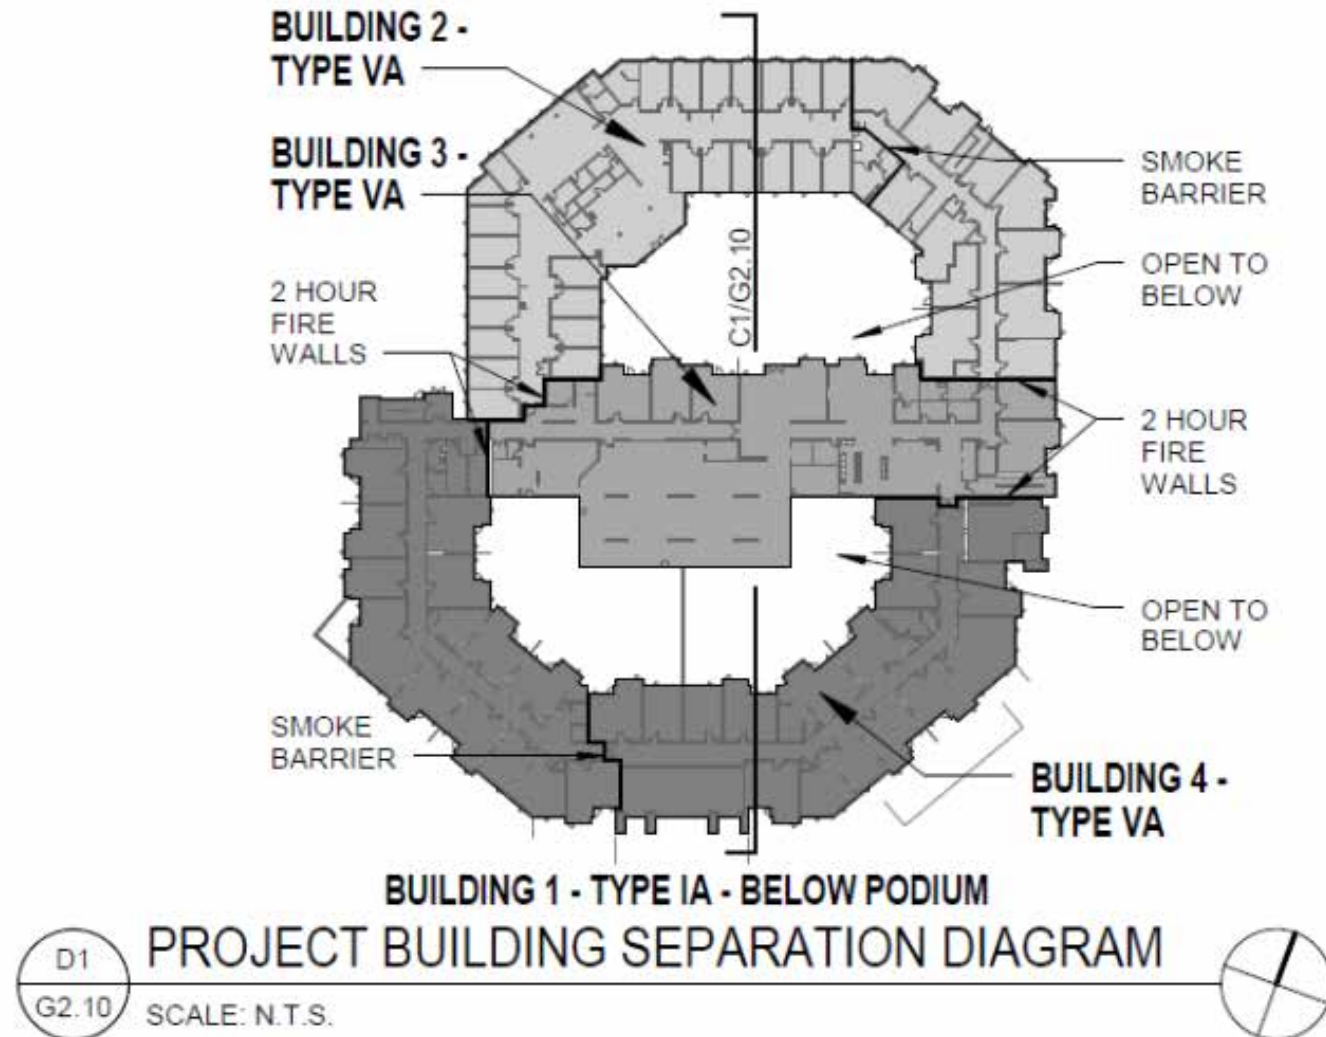 BUILDING 2 -
TYPE VA
BUILDING 3 -
TYPE VA
SMOKE
BARRIER
C1/G2.10
OPEN TO
BELOW
2 HOUR
FIRE
WALLS
2 HOUR
FIRE
WALLS
OPEN TO
BELOW
SMOKE
BARRIER
BUILDING 4 -
TYPE VA
BUILDING 1 - TYPE IA - BELOW PODIUM
D1
G2.10
PROJECT BUILDING SEPARATION DIAGRAM
SCALE: N.T.S.